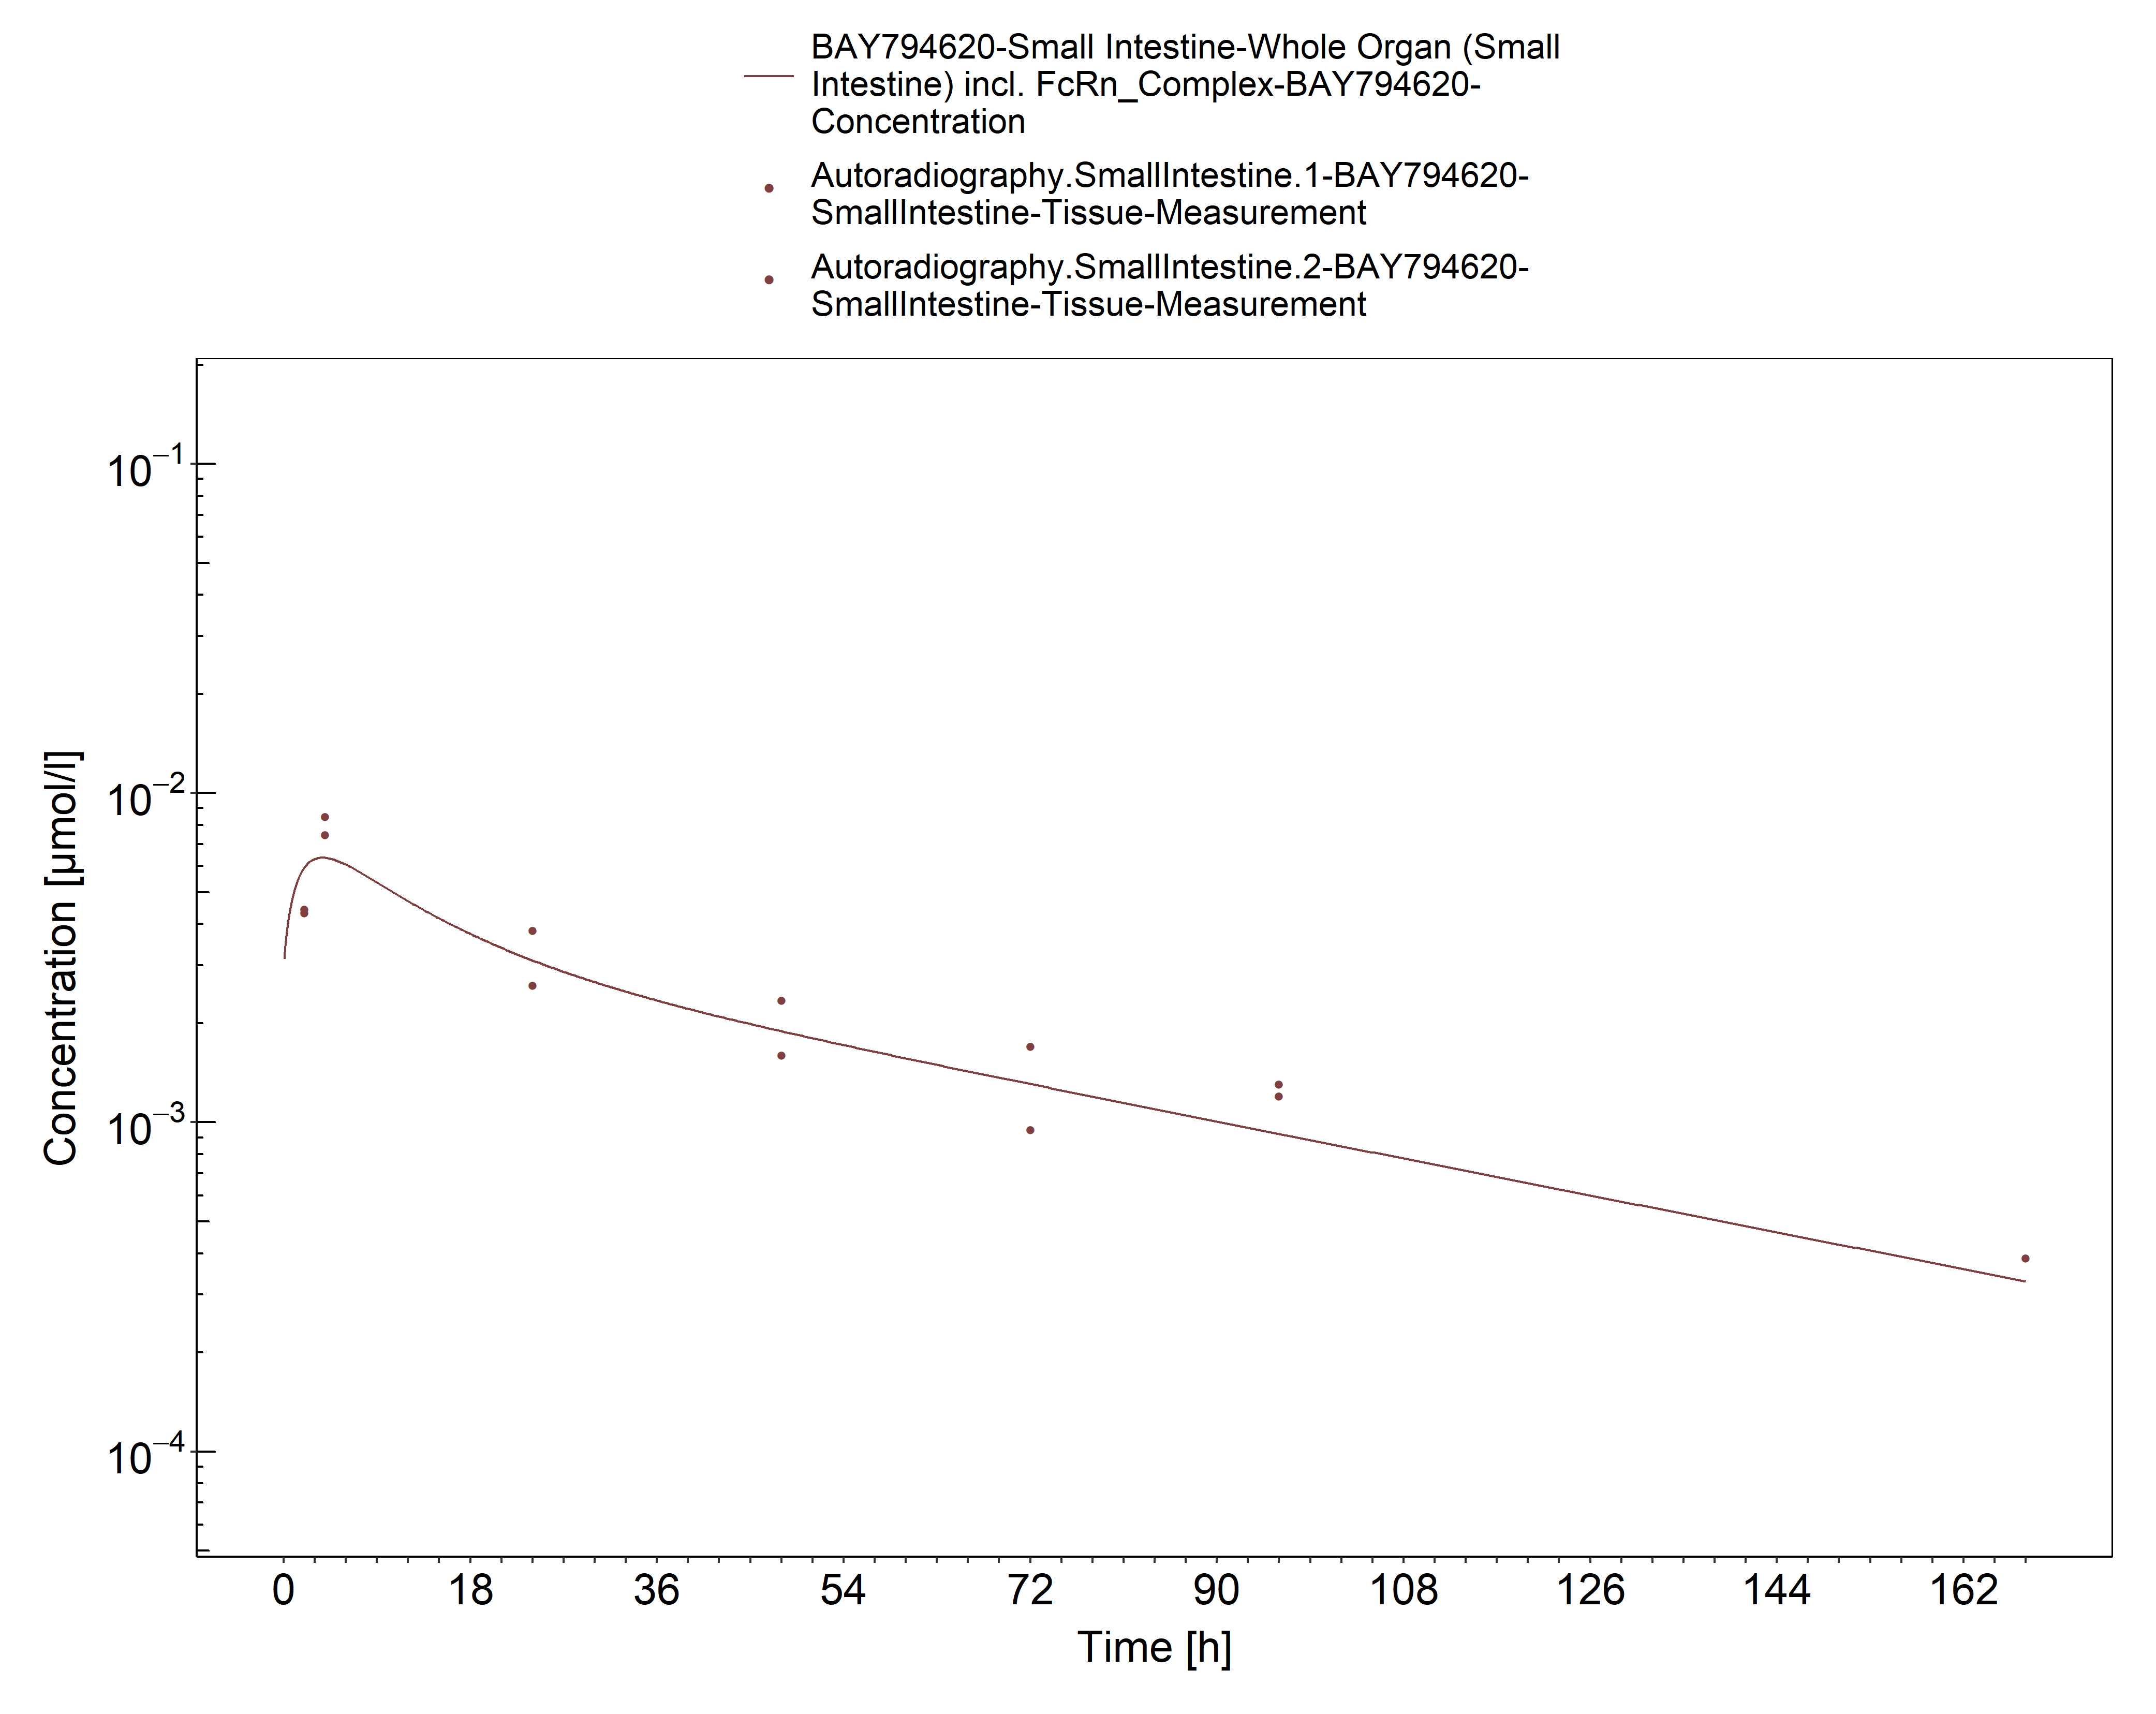 BAY794620-Small Intestine-Whole Organ (Small
Intestine) incl. FcRn_Complex-BAY794620-
Concentration
Autoradiography.SmallIntestine.1-BAY794620-
SmallIntestine-Tissue-Measurement
Autoradiography.SmallIntestine.2-BAY794620-
SmallIntestine-Tissue-Measurement
Concentration [µmol/l]
10⁻¹
10⁻²
10⁻³
10⁻⁴
0 18 36 54 72 90 108 126 144 162
Time [h]